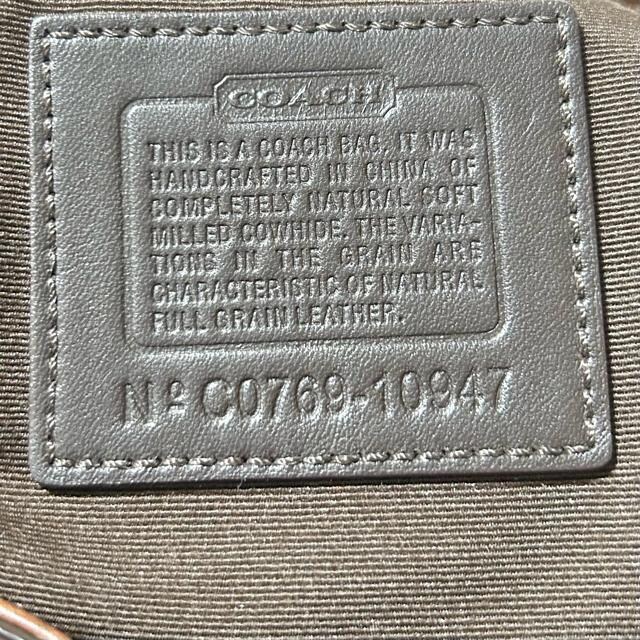 COACH
THIS IS A COACH BAG. IT WAS
HANDCRAFTED IN CHINA OF
COMPLETELY NATURAL SOFT
MILLED COWHIDE. THE VARIA-
TIONS IN THE GRAIN ARE
CHARACTERISTIC OF NATURAL
FULL GRAIN LEATHER.
Nº C0769-10947